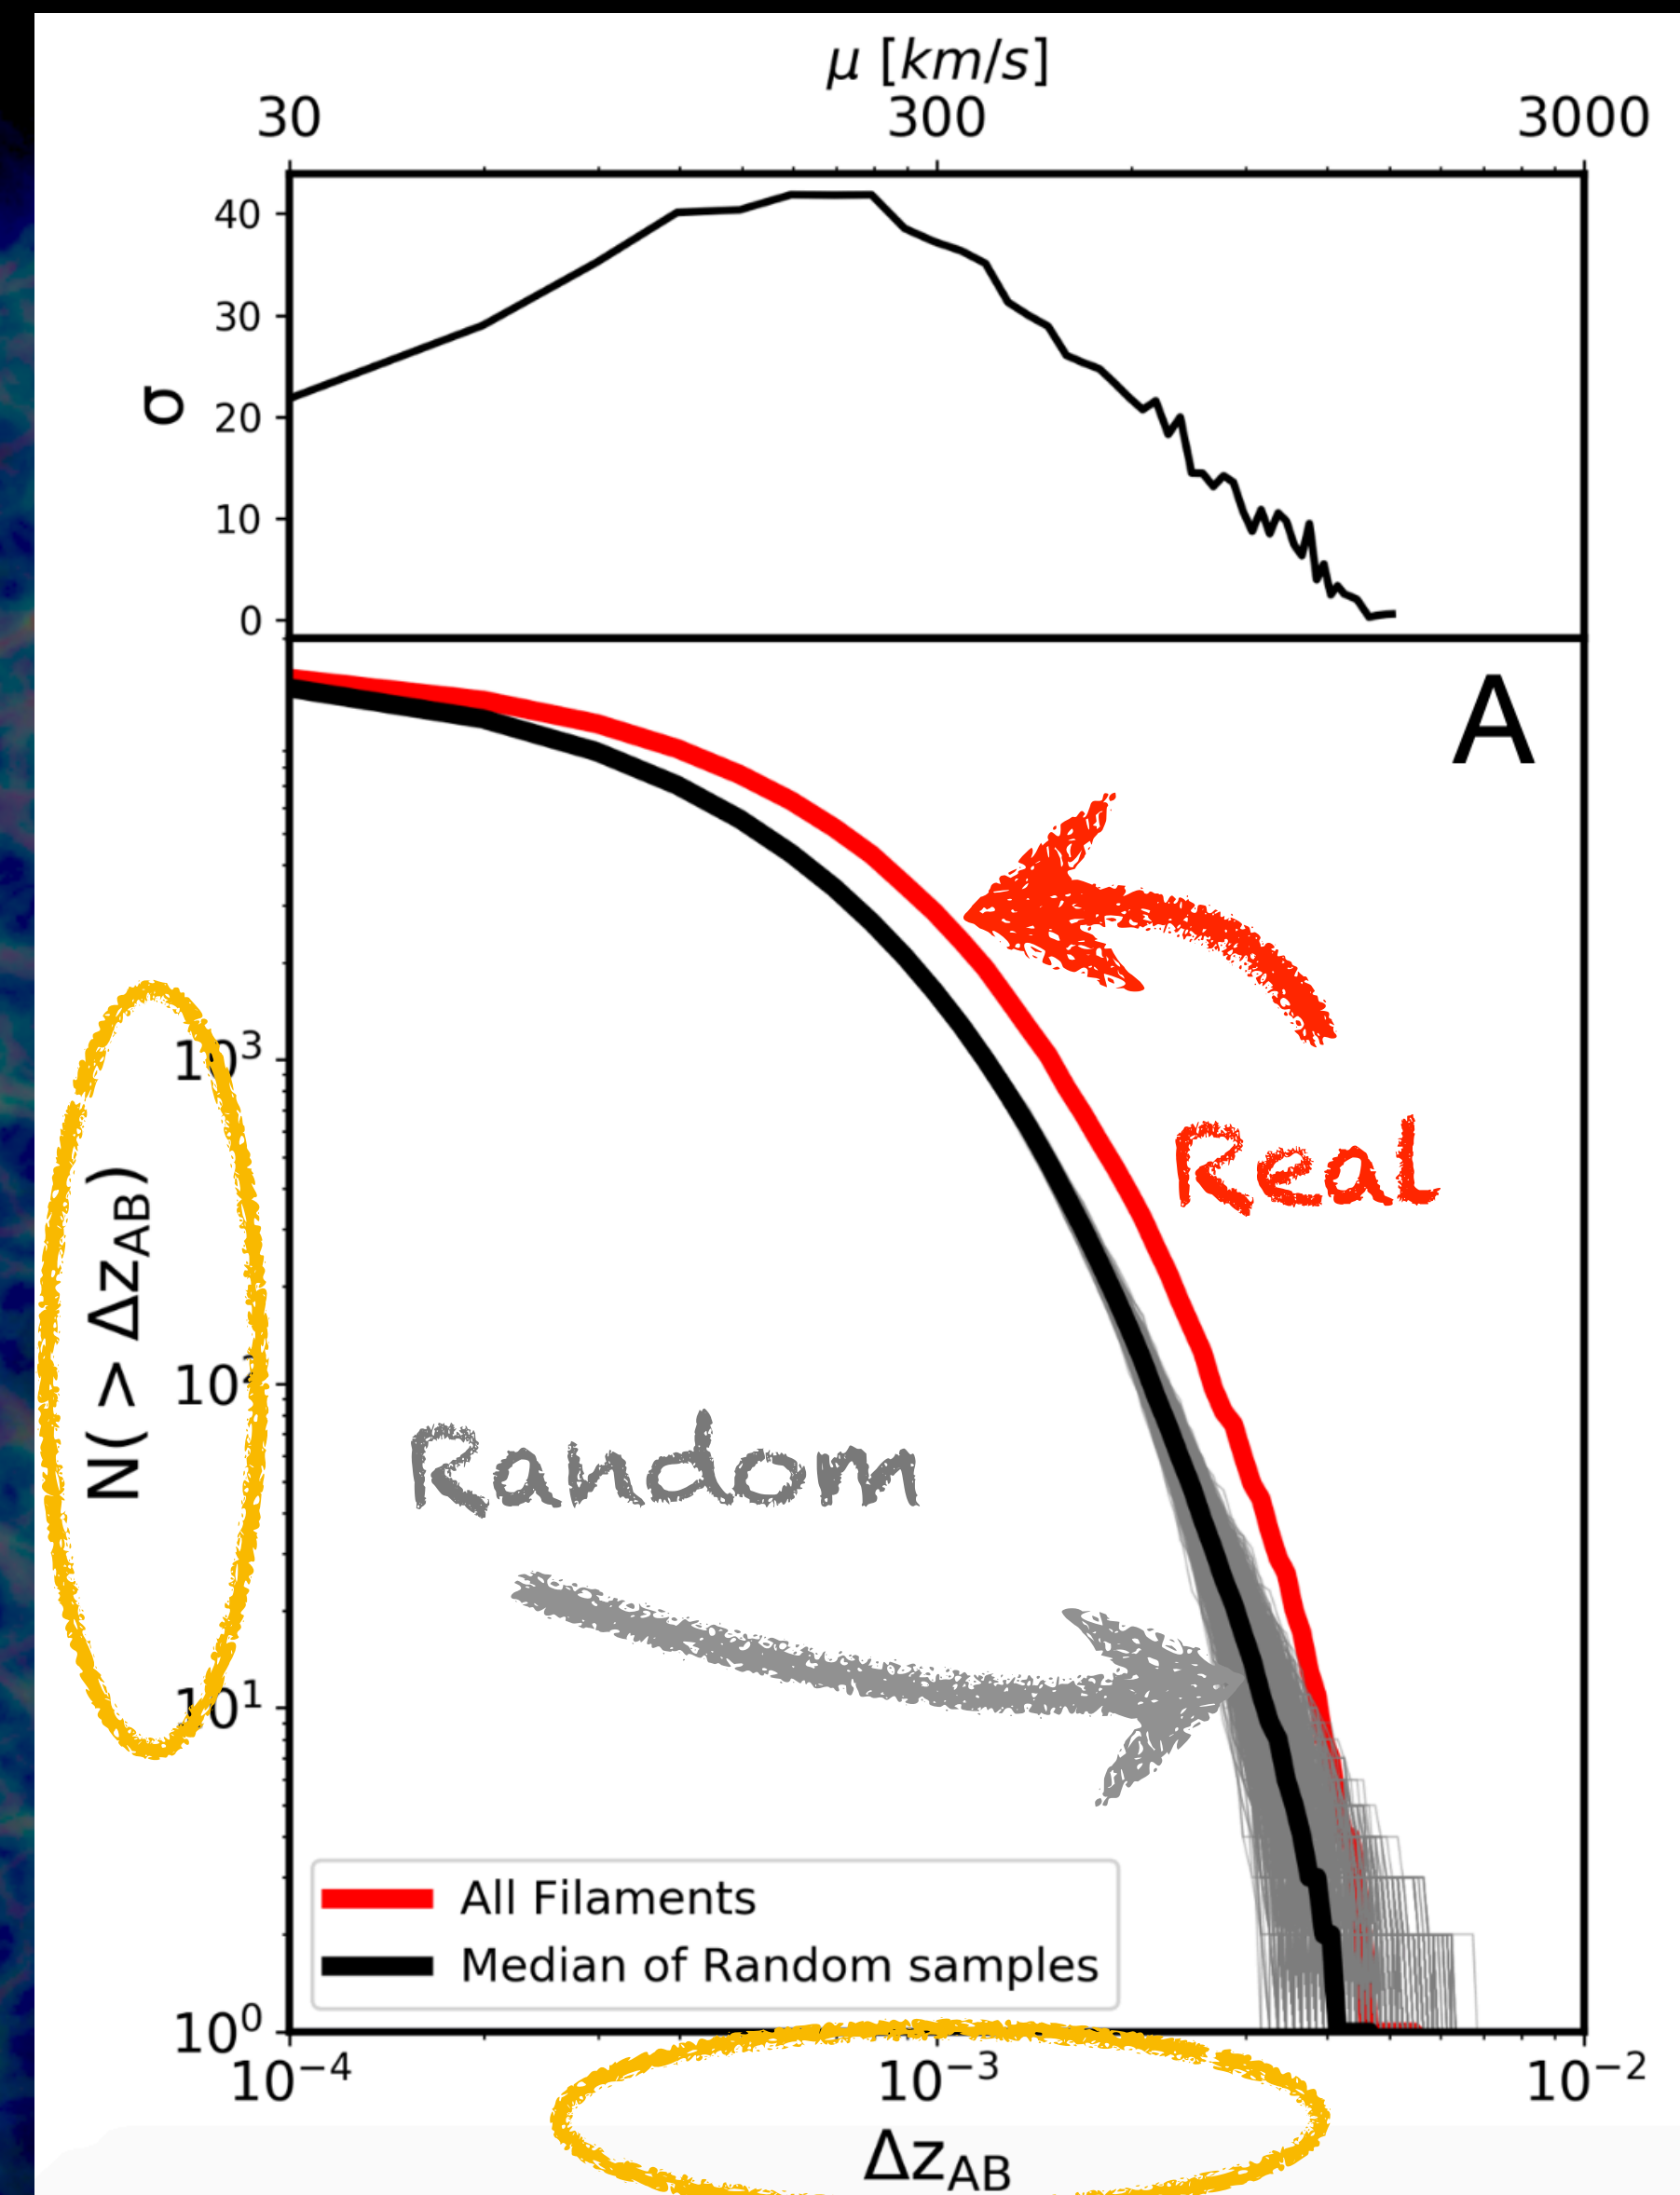 μ [km/s]
30 300 3000
40
30
σ
20
10
0
A
10³
Real
N( > Δz_AB)
10²
Random
10¹
All Filaments
Median of Random samples
10⁰
10⁻⁴ 10⁻³ 10⁻²
Δz_AB